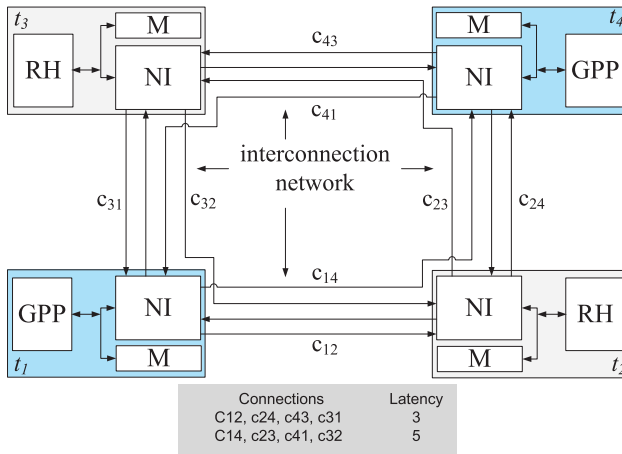 t3
M
RH
NI
c43
t4
M
NI
GPP
c41
interconnection
network
c31
c32
c23
c24
c14
GPP
NI
M
t1
c12
NI
RH
M
t2
Connections Latency
C12, c24, c43, c31 3
C14, c23, c41, c32 5